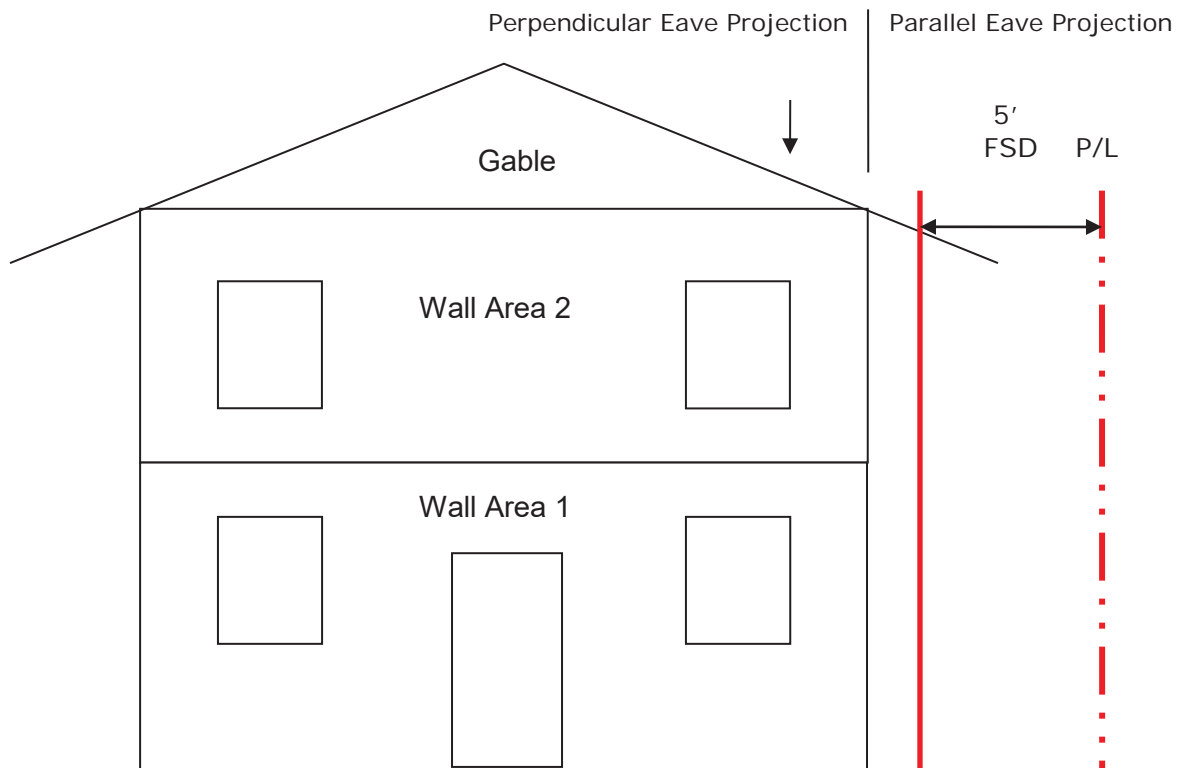 Perpendicular Eave Projection
Parallel Eave Projection
5′
FSD P/L
Gable
Wall Area 2
Wall Area 1